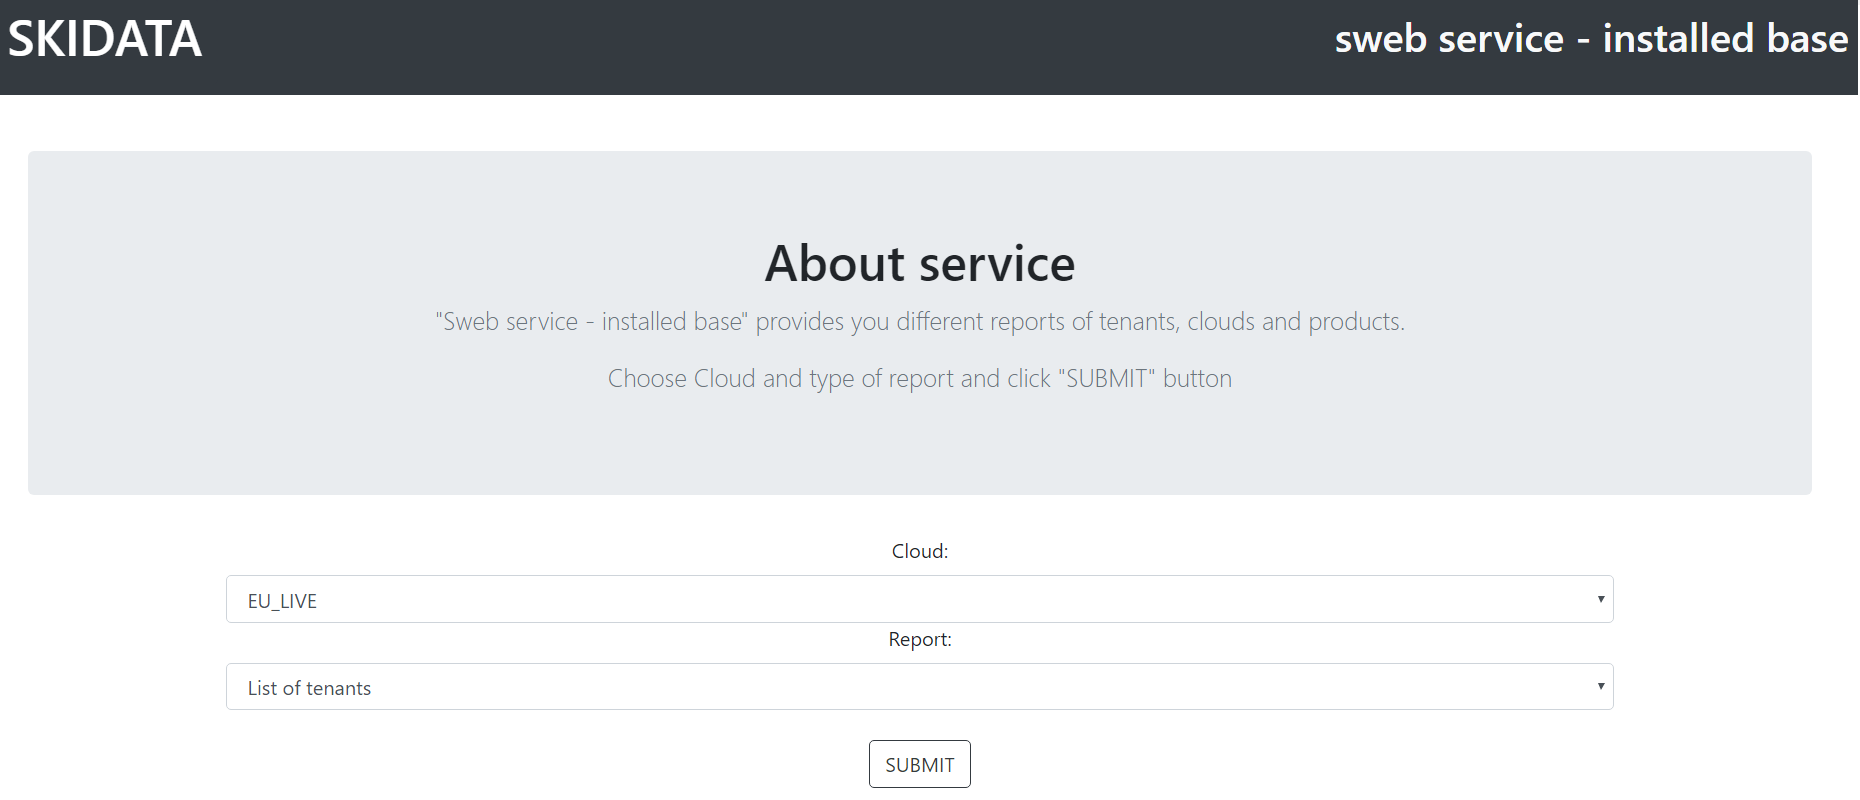 SKIDATA
sweb service - installed base
About service
"Sweb service - installed base" provides you different reports of tenants, clouds and products.
Choose Cloud and type of report and click "SUBMIT" button
Cloud:
EU_LIVE
Report:
List of tenants
SUBMIT